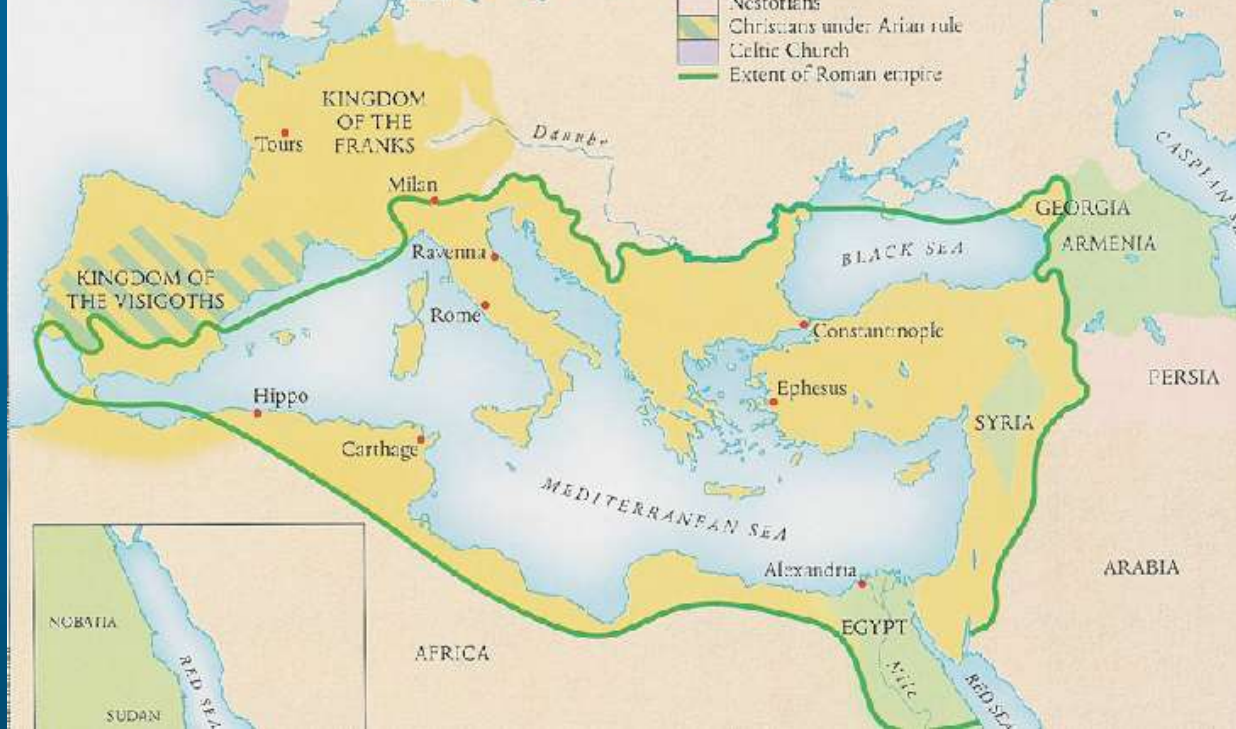 Nestorians
Christians under Arian rule
Celtic Church
Extent of Roman empire
KINGDOM
OF THE
FRANKS
Tours
Danube
Milan
CASPIAN
GEORGIA
ARMENIA
BLACK SEA
Ravenna
KINGDOM OF
THE VISIGOTHS
Rome
Constantinople
PERSIA
Hippo
Ephesus
SYRIA
Carthage
MEDITERRANEAN SEA
Alexandria
ARABIA
NOBATIA
EGYPT
AFRICA
RED SEA
Nile
RED SEA
SUDAN